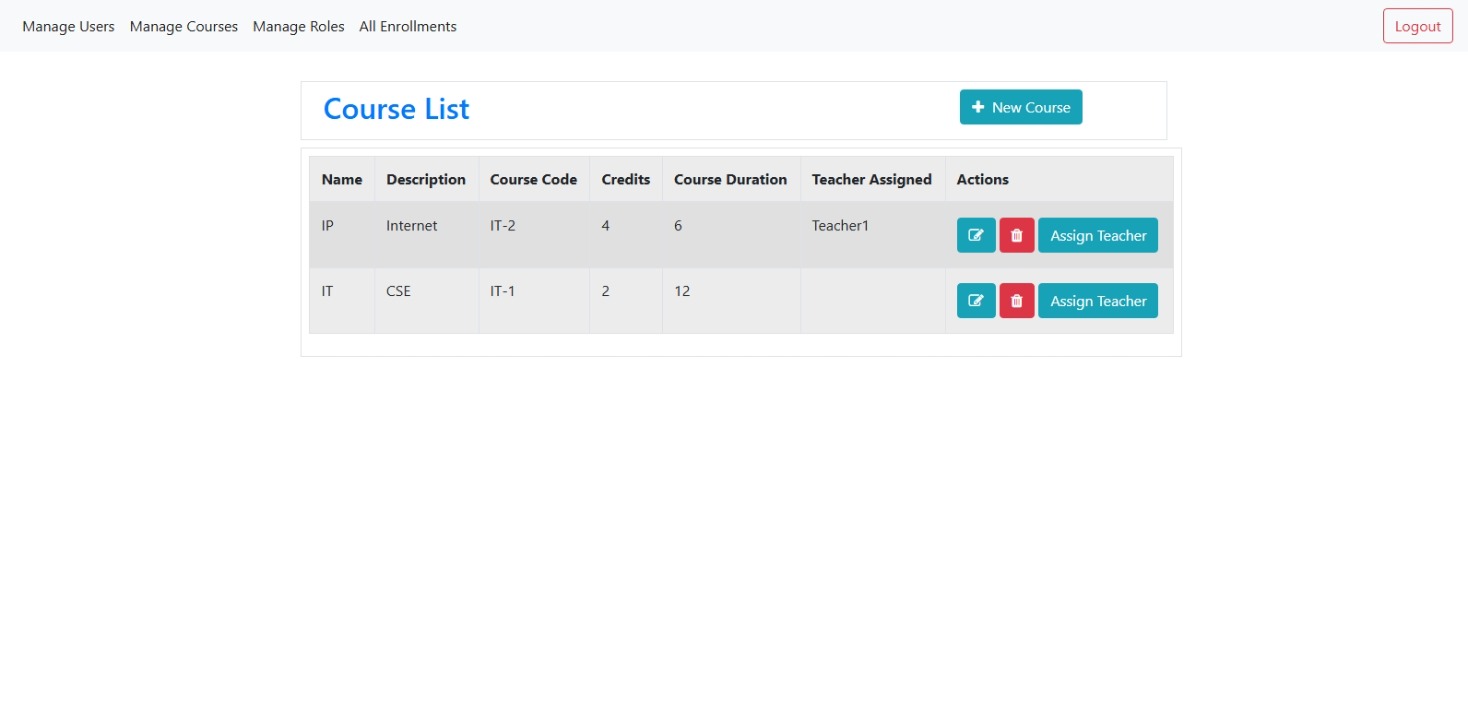 Manage Users Manage Courses Manage Roles All Enrollments Logout
Course List New Course
Name Description Course Code Credits Course Duration Teacher Assigned Actions
IP Internet IT-2 4 6 Teacher1 Assign Teacher
IT CSE IT-1 2 12 Assign Teacher